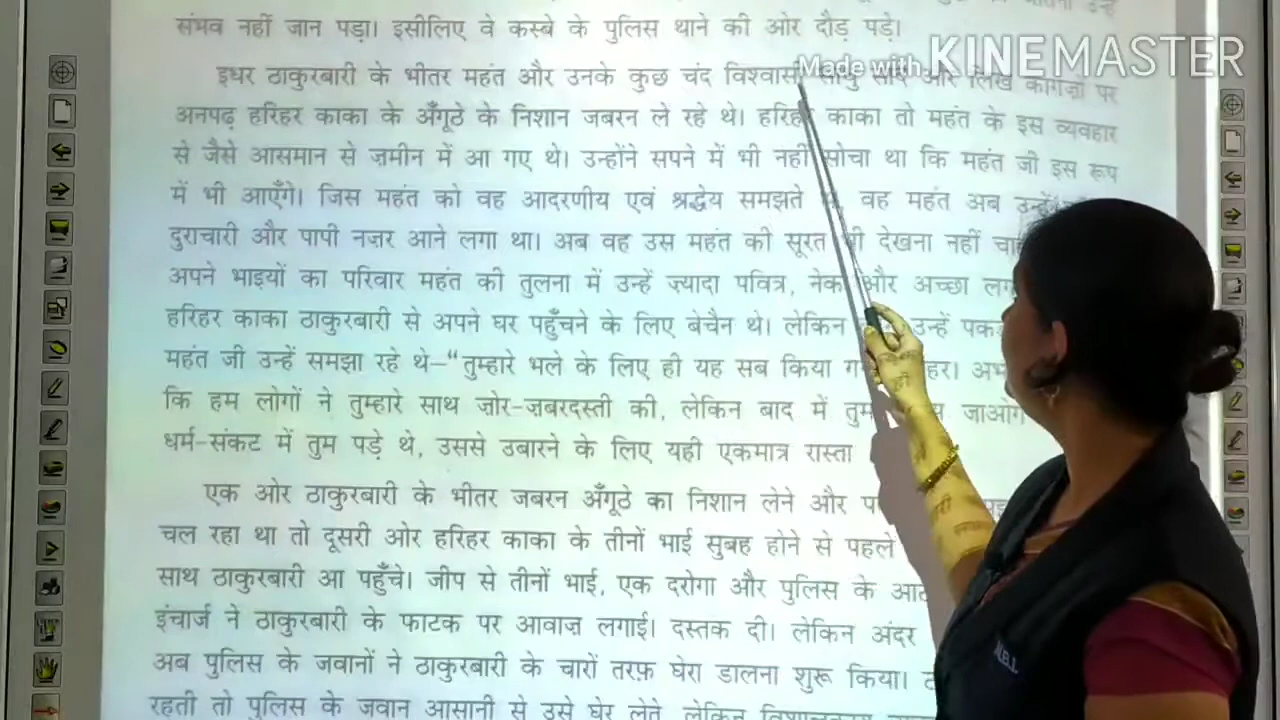 संभव नहीं जान पड़ा। इसीलिए वे कस्बे के पुलिस थाने की ओर दौड़ पड़े।
Made with KINEMASTER
इधर ठाकुरबारी के भीतर महंत और उनके कुछ चंद विश्वासी साधु सादे और लिखे कागज़ों पर
अनपढ़ हरिहर काका के अँगूठे के निशान जबरन ले रहे थे। हरिहर काका तो महंत के इस व्यवहार
से जैसे आसमान से ज़मीन में आ गए थे। उन्होंने सपने में भी नहीं सोचा था कि महंत जी इस रूप
में भी आएँगे। जिस महंत को वह आदरणीय एवं श्रद्धेय समझते वह महंत अब उन्हें
दुराचारी और पापी नज़र आने लगा था। अब वह उस महंत की सूरत भी देखना नहीं
अपने भाइयों का परिवार महंत की तुलना में उन्हें ज़्यादा पवित्र, नेक और अच्छा
हरिहर काका ठाकुरबारी से अपने घर पहुँचने के लिए बेचैन थे। लेकिन उन्हें
महंत जी उन्हें समझा रहे थे–“तुम्हारे भले के लिए ही यह सब किया
कि हम लोगों ने तुम्हारे साथ ज़ोर-ज़बरदस्ती की, लेकिन बाद में तुम
धर्म-संकट में तुम पड़े थे, उससे उबारने के लिए यही एकमात्र रास्ता
एक ओर ठाकुरबारी के भीतर जबरन अँगूठे का निशान लेने और
चल रहा था तो दूसरी ओर हरिहर काका के तीनों भाई सुबह होने से पहले
साथ ठाकुरबारी आ पहुँचे। जीप से तीनों भाई, एक दरोगा और पुलिस के
इंचार्ज ने ठाकुरबारी के फाटक पर आवाज़ लगाई। दस्तक दी। लेकिन अंदर
अब पुलिस के जवानों ने ठाकुरबारी के चारों तरफ़ घेरा डालना शुरू किया।
रहती तो पुलिस के जवान आसानी से उसे घेर लेते, लेकिन